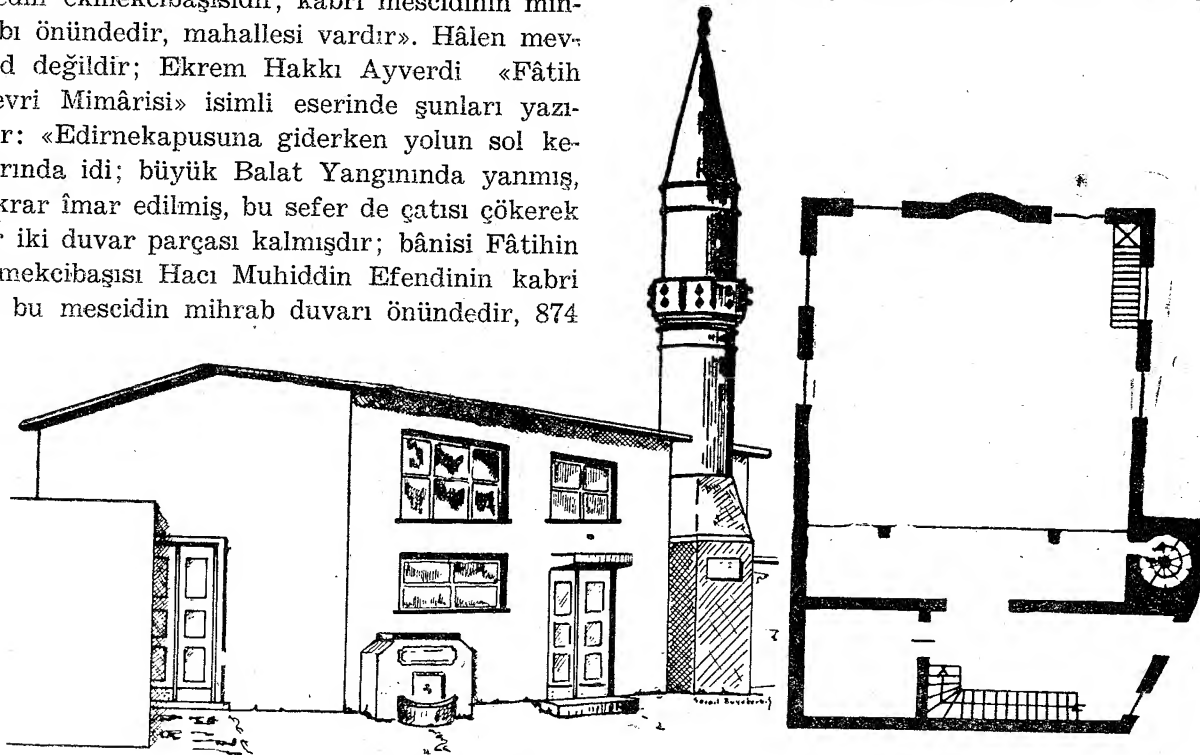 edin ekmekcibaşısıdır, kabri mescidinin mih-
bı önündedir, mahallesi vardır». Hâlen mev-
d değildir; Ekrem Hakkı Ayverdi «Fâtih
evri Mimârisi» isimli eserinde şunları yazı-
r: «Edirnekapusuna giderken yolun sol ke-
rında idi; büyük Balat Yangınında yanmış,
krar îmar edilmiş, bu sefer de çatısı çökerek
r iki duvar parçası kalmışdır; bânisi Fâtihin
mekcibaşısı Hacı Muhiddin Efendinin kabri
bu mescidin mihrab duvarı önündedir, 874